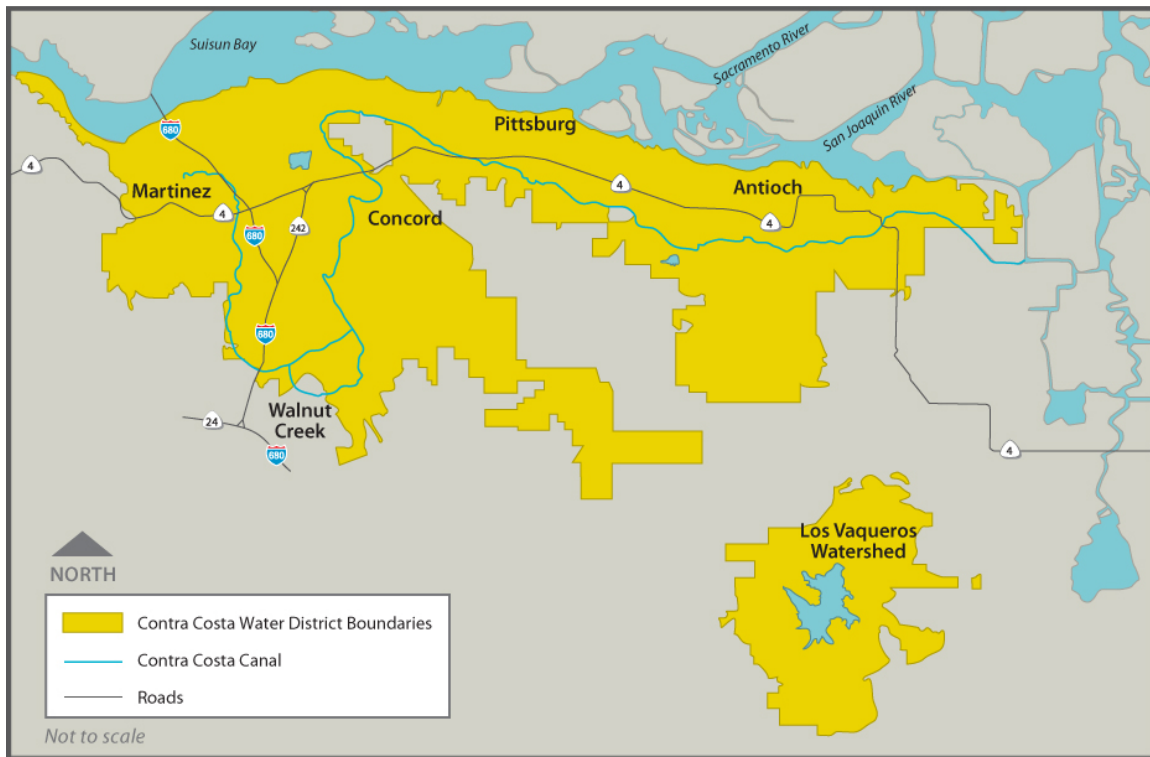 Suisun Bay
Sacramento River
San Joaquin River
680
Pittsburg
4
Martinez
4
4
Antioch
Concord
242
680
4
680
Walnut
Creek
24
680
4
Los Vaqueros
Watershed
NORTH
Contra Costa Water District Boundaries
Contra Costa Canal
Roads
Not to scale